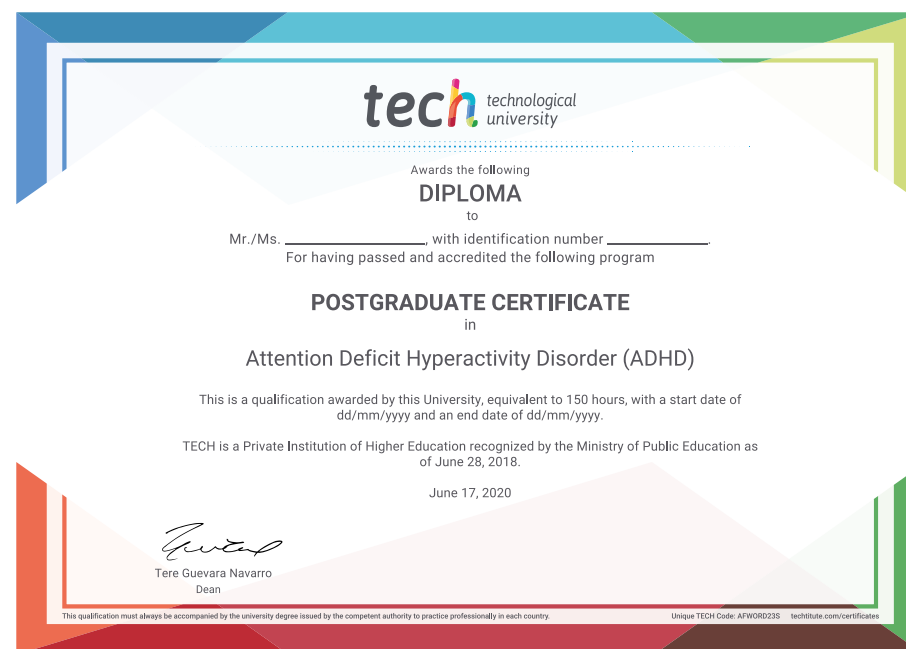 tech technological
university
Awards the following
DIPLOMA
to
Mr./Ms. ____________________, with identification number ______________.
For having passed and accredited the following program
POSTGRADUATE CERTIFICATE
in
Attention Deficit Hyperactivity Disorder (ADHD)
This is a qualification awarded by this University, equivalent to 150 hours, with a start date of
dd/mm/yyyy and an end date of dd/mm/yyyy.
TECH is a Private Institution of Higher Education recognized by the Ministry of Public Education as
of June 28, 2018.
June 17, 2020
Tere Guevara Navarro
Dean
This qualification must always be accompanied by the university degree issued by the competent authority to practice professionally in each country.
Unique TECH Code: AFWORD23S techtitute.com/certificates